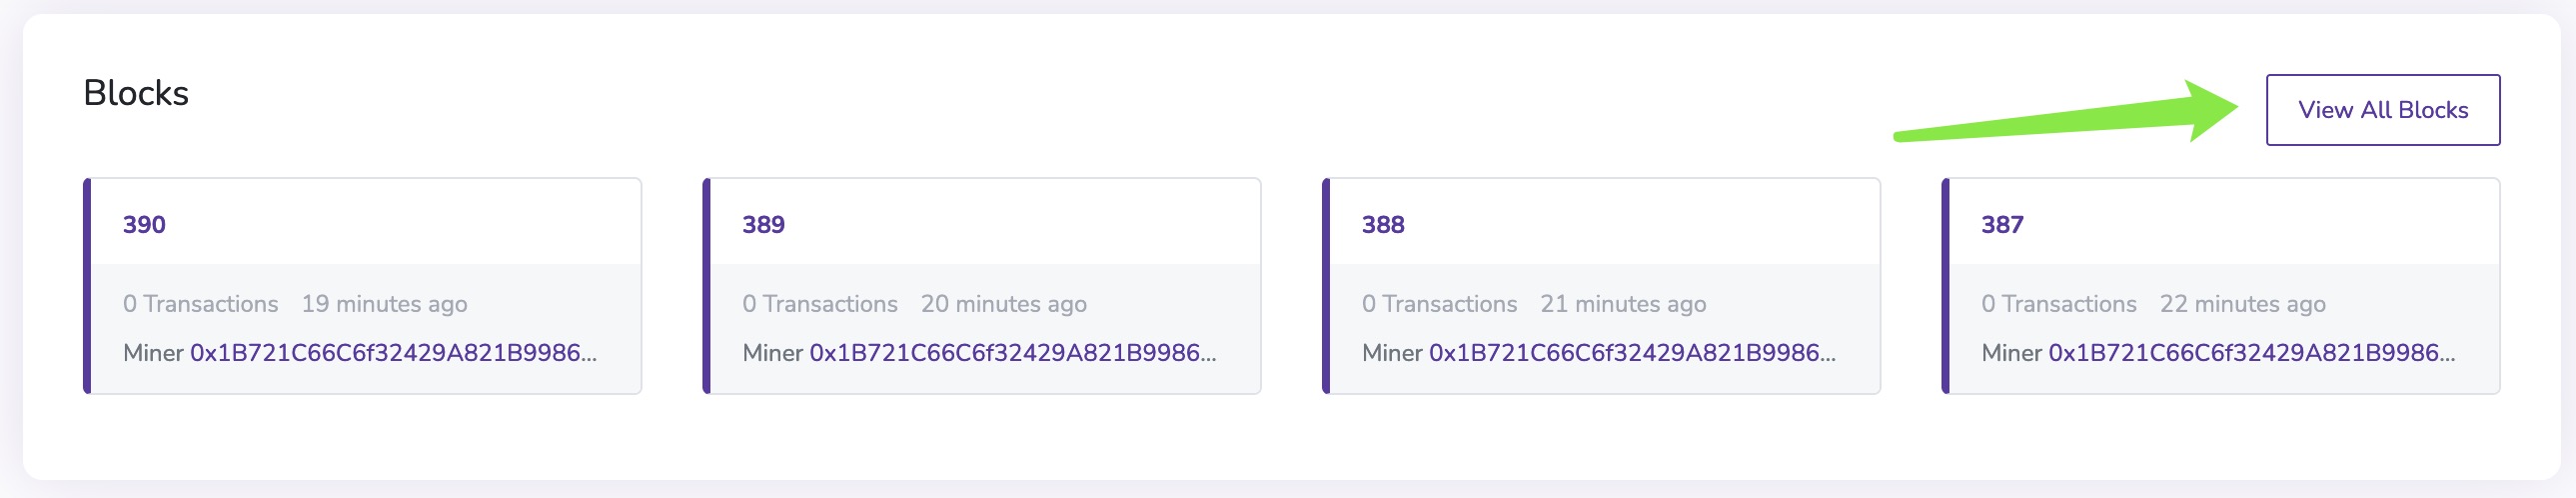 Blocks
View All Blocks
390
0 Transactions 19 minutes ago
Miner 0x1B721C66C6f32429A821B9986...
389
0 Transactions 20 minutes ago
Miner 0x1B721C66C6f32429A821B9986...
388
0 Transactions 21 minutes ago
Miner 0x1B721C66C6f32429A821B9986...
387
0 Transactions 22 minutes ago
Miner 0x1B721C66C6f32429A821B9986...